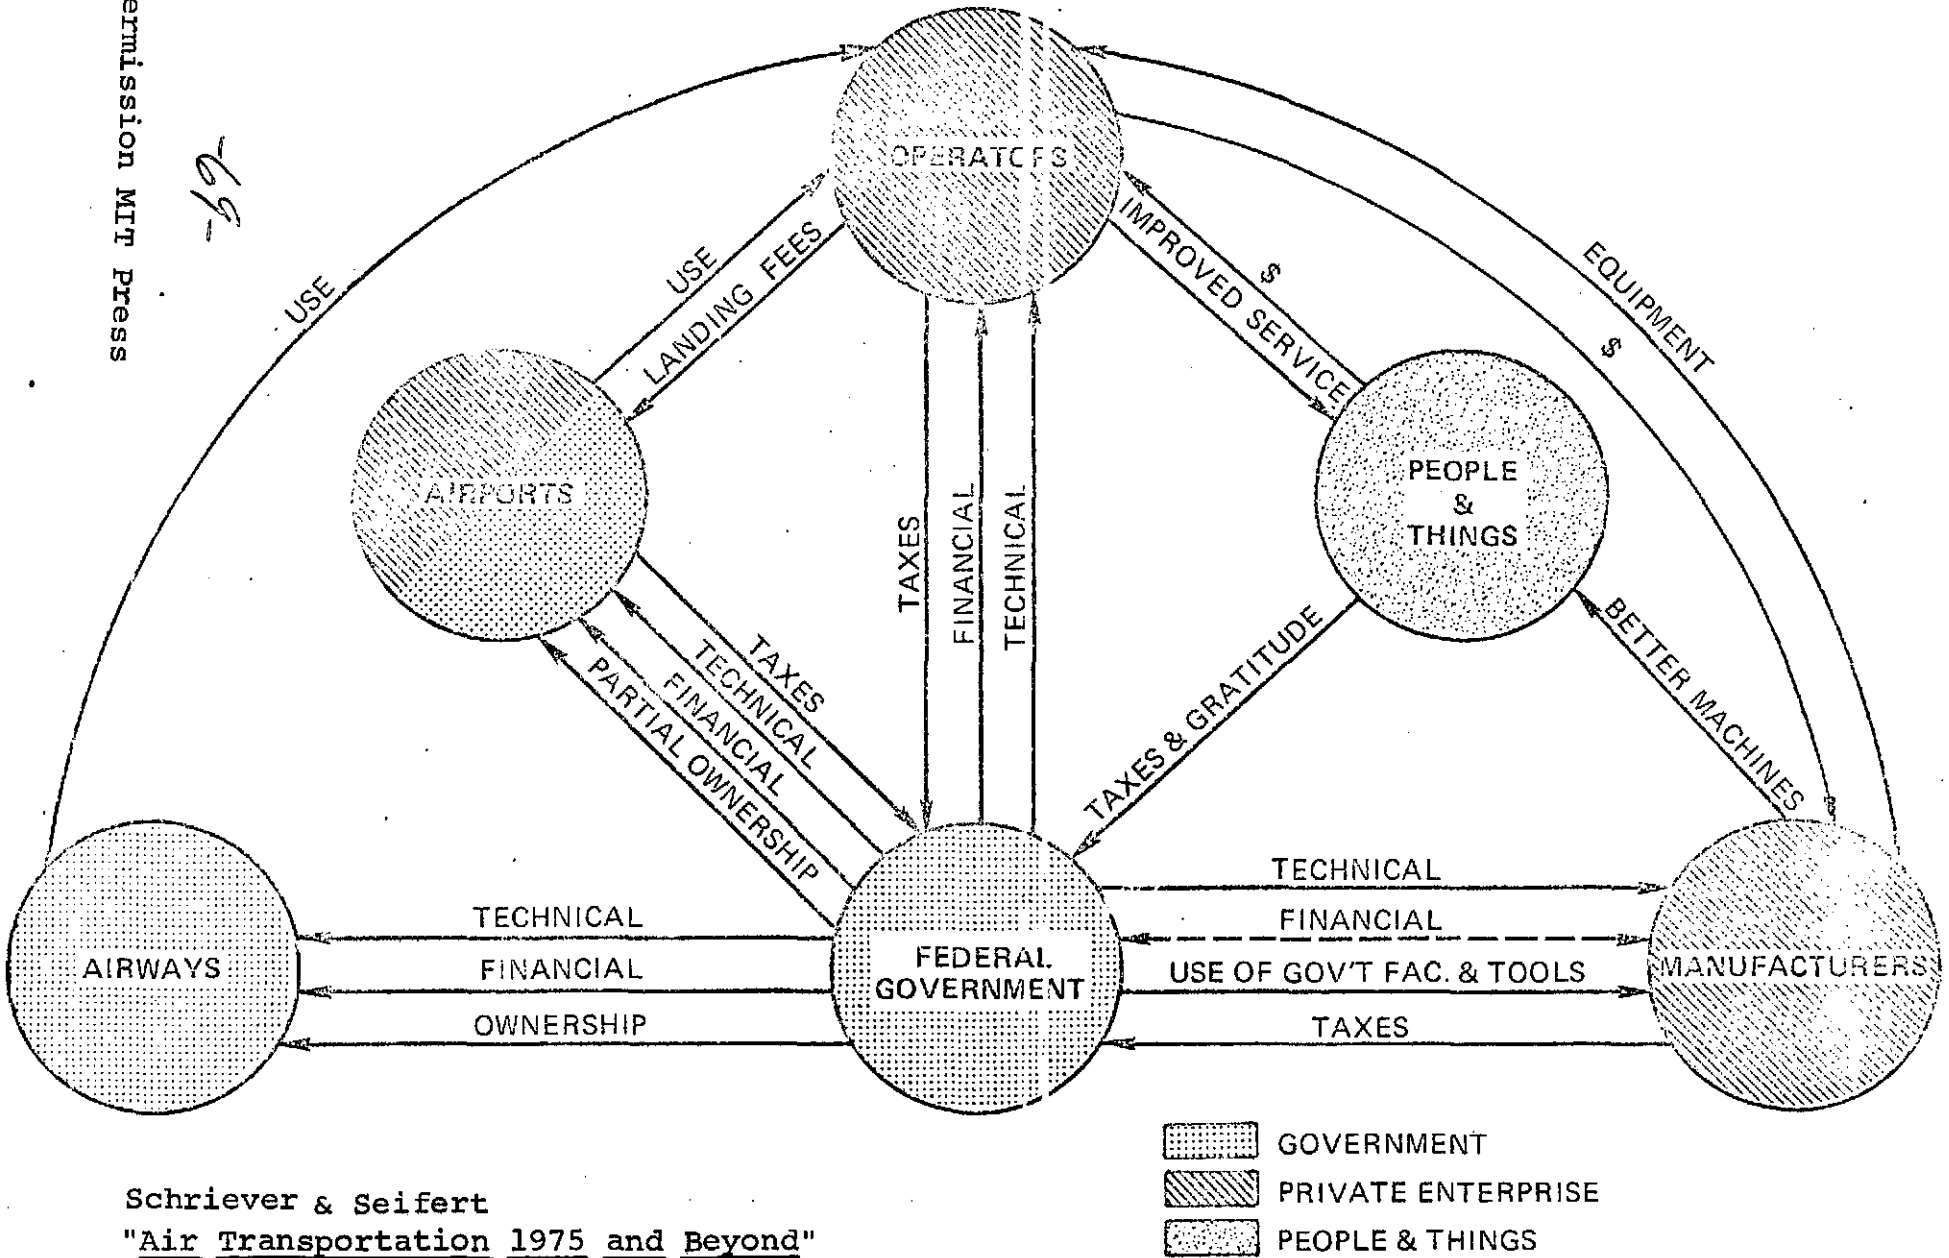 ermission MIT Press
-69-
OPERATORS
USE
USE
LANDING FEES
$
IMPROVED SERVICE
EQUIPMENT
$
AIRPORTS
PEOPLE
&
THINGS
TAXES
FINANCIAL
TECHNICAL
TAXES
TECHNICAL
FINANCIAL
PARTIAL OWNERSHIP
TAXES & GRATITUDE
BETTER MACHINES
AIRWAYS
TECHNICAL
FINANCIAL
OWNERSHIP
FEDERAL
GOVERNMENT
TECHNICAL
FINANCIAL
USE OF GOV'T FAC. & TOOLS
TAXES
MANUFACTURERS
GOVERNMENT
PRIVATE ENTERPRISE
PEOPLE & THINGS
Schriever & Seifert
"Air Transportation 1975 and Beyond"